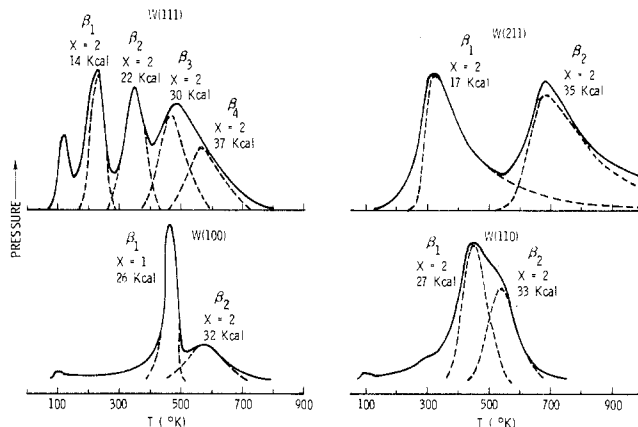 W(111)
β1
X = 2
14 Kcal
β2
X = 2
22 Kcal
β3
X = 2
30 Kcal
β4
X = 2
37 Kcal
W(211)
β1
X = 2
17 Kcal
β2
X = 2
35 Kcal
PRESSURE
W(100)
β1
X = 1
26 Kcal
β2
X = 2
32 Kcal
W(110)
β1
X = 2
27 Kcal
β2
X = 2
33 Kcal
100 300 500 700 900
T ( °K)
100 300 500 700 900
T ( °K)